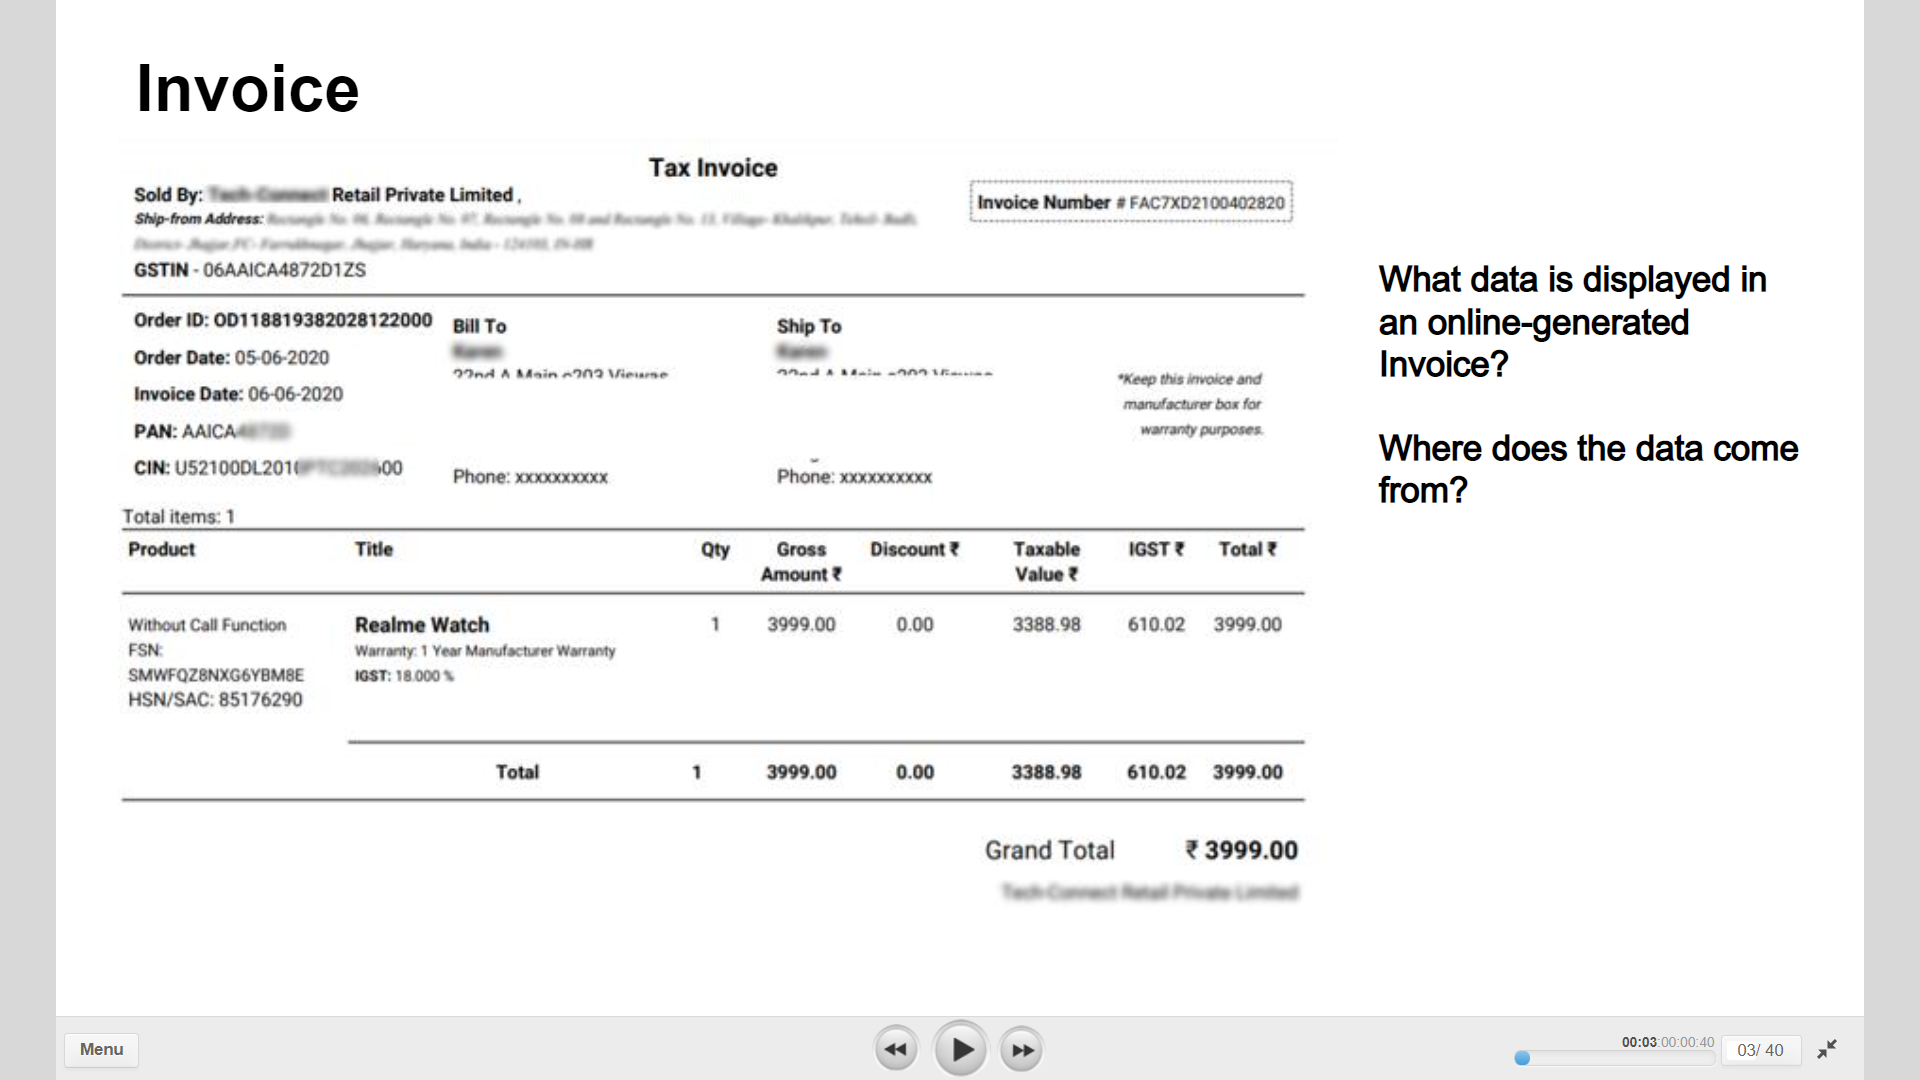 Invoice
Tax Invoice
Sold By: Retail Private Limited ,
Invoice Number # FAC7XD2100402820
Ship-from Address:
GSTIN - 06AAICA4872D1ZS
Order ID: OD118819382028122000
Order Date: 05-06-2020
Invoice Date: 06-06-2020
PAN: AAICA
CIN: U52100DL201 00
Bill To
Phone: xxxxxxxxxx
Ship To
Phone: xxxxxxxxxx
*Keep this invoice and
manufacturer box for
warranty purposes.
Total items: 1
Product Title Qty Gross Amount ₹ Discount ₹ Taxable Value ₹ IGST ₹ Total ₹
Without Call Function
FSN:
SMWFQZ8NXG6YBM8E
HSN/SAC: 85176290
Realme Watch 1 3999.00 0.00 3388.98 610.02 3999.00
Warranty: 1 Year Manufacturer Warranty
IGST: 18.000 %
Total 1 3999.00 0.00 3388.98 610.02 3999.00
Grand Total ₹ 3999.00
What data is displayed in
an online-generated
Invoice?
Where does the data come
from?
Menu
00:03:00:00:40
03/ 40